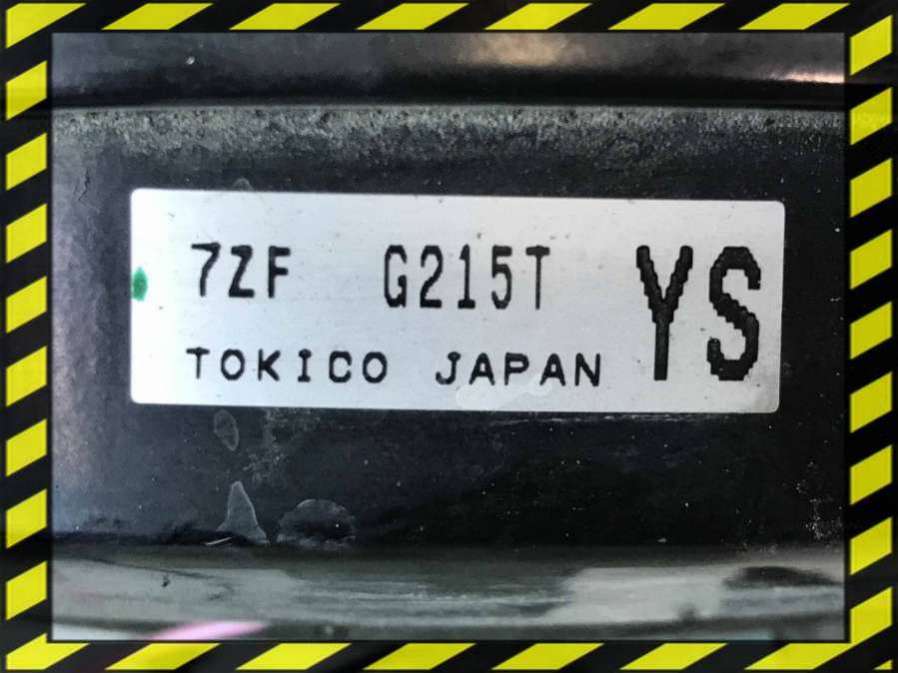 7ZF G215T YS
TOKICO JAPAN